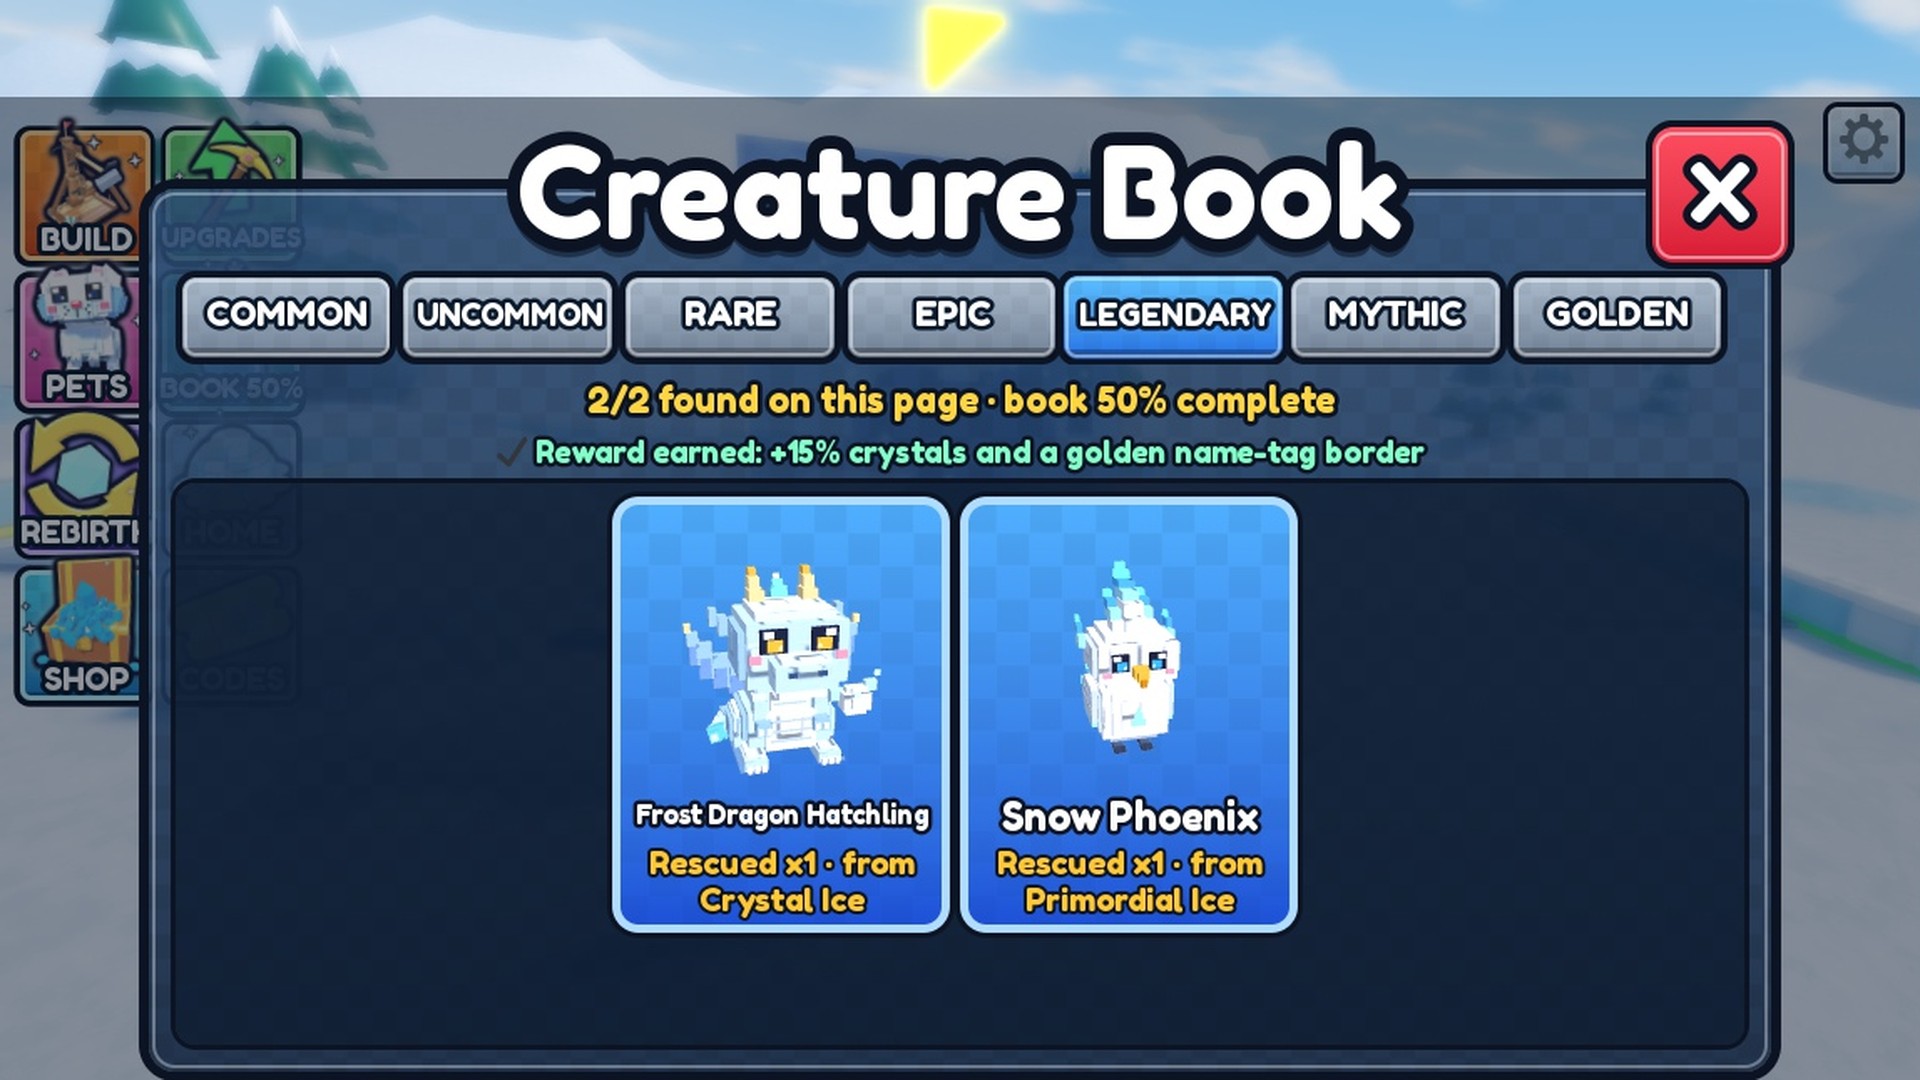 Creature Book
COMMON
UNCOMMON
RARE
EPIC
LEGENDARY
MYTHIC
GOLDEN
2/2 found on this page · book 50% complete
✓ Reward earned: +15% crystals and a golden name-tag border
Frost Dragon Hatchling
Rescued x1 · from
Crystal Ice
Snow Phoenix
Rescued x1 · from
Primordial Ice
BUILD
UPGRADES
PETS
BOOK 50%
REBIRTH
HOME
SHOP
CODES